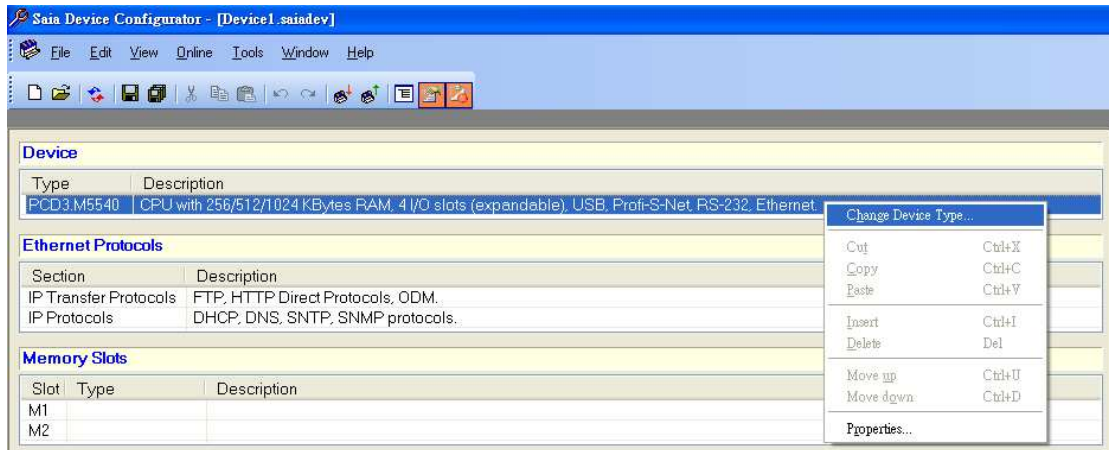 Saia Device Configurator - [Device1.saiadev]
File Edit View Online Tools Window Help
Device
Type Description
PCD3.M5540 CPU with 256/512/1024 KBytes RAM, 4 I/O slots (expandable), USB, Profi-S-Net, RS-232, Ethernet.
Change Device Type...
Cut Ctrl+X
Copy Ctrl+C
Paste Ctrl+V
Insert Ctrl+I
Delete Del
Move up Ctrl+U
Move down Ctrl+D
Properties...
Ethernet Protocols
Section Description
IP Transfer Protocols FTP, HTTP Direct Protocols, ODM.
IP Protocols DHCP, DNS, SNTP, SNMP protocols.
Memory Slots
Slot Type Description
M1
M2